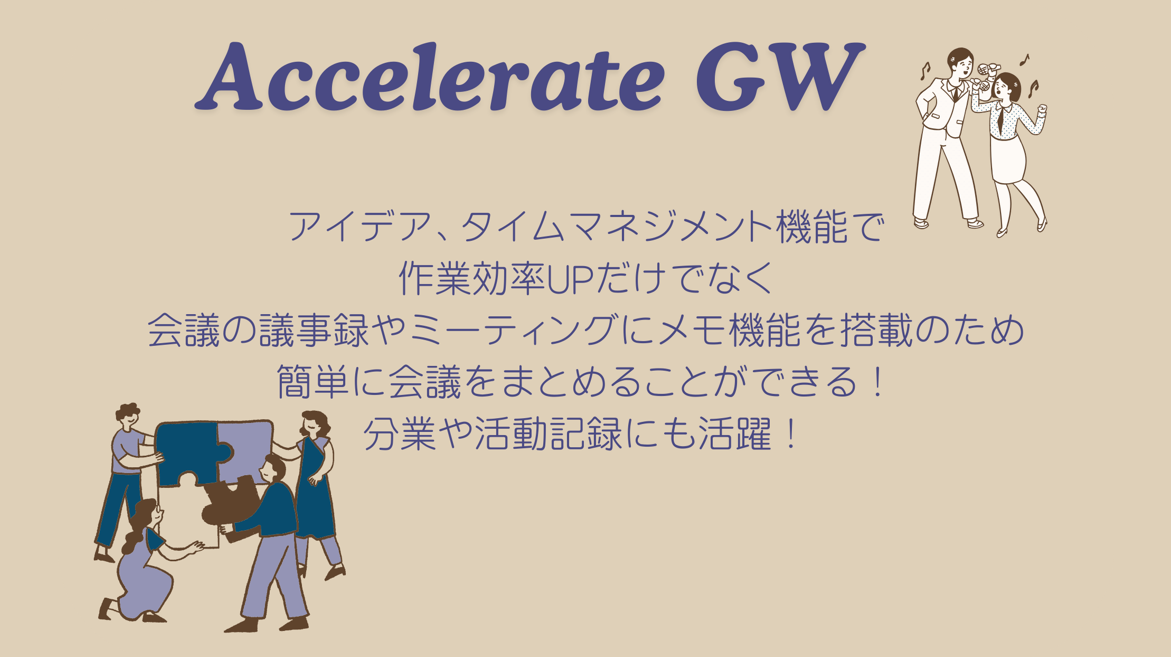 Accelerate GW
アイデア、タイムマネジメント機能で
作業効率UPだけでなく
会議の議事録やミーティングにメモ機能を搭載のため
簡単に会議をまとめることができる！
分業や活動記録にも活躍！